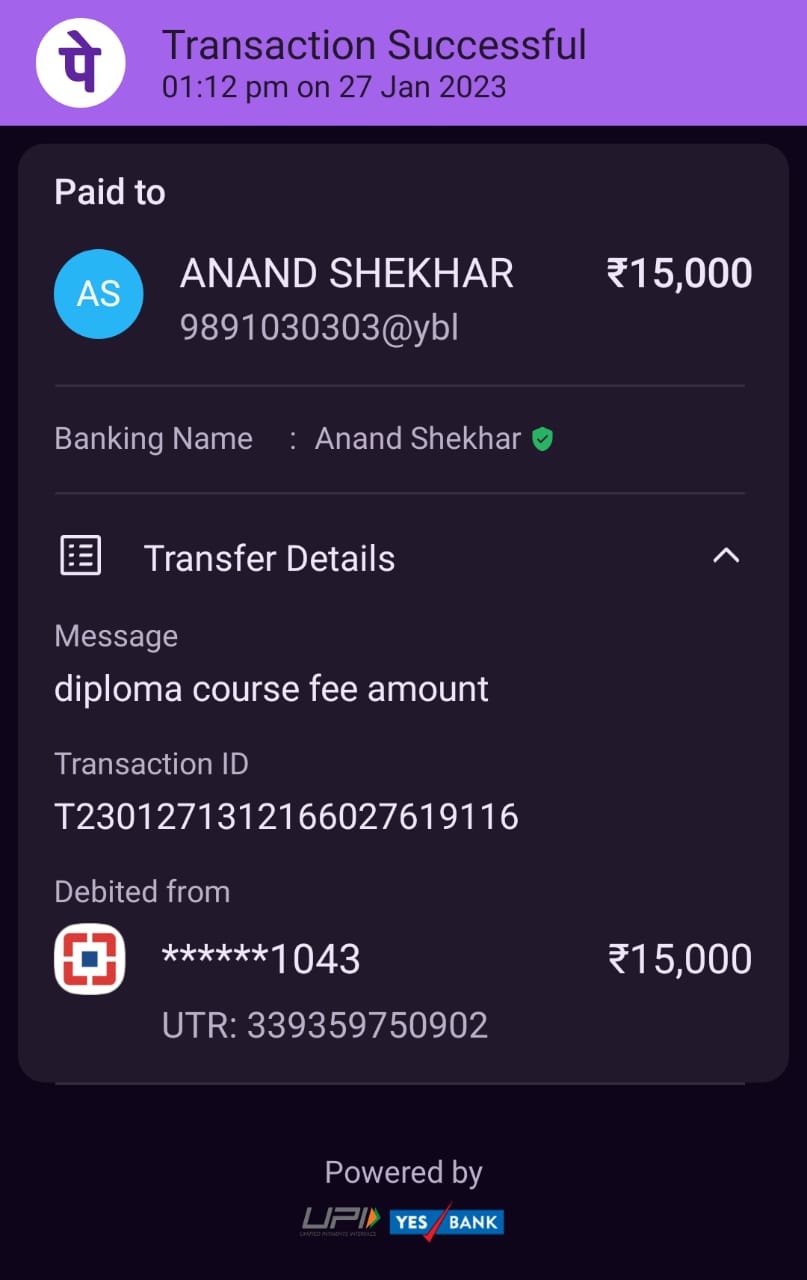 पे
Transaction Successful
01:12 pm on 27 Jan 2023
Paid to
AS
ANAND SHEKHAR ₹15,000
9891030303@ybl
Banking Name : Anand Shekhar
Transfer Details
Message
diploma course fee amount
Transaction ID
T2301271312166027619116
Debited from
******1043 ₹15,000
UTR: 339359750902
Powered by
UPI YES BANK
UNIFIED PAYMENTS INTERFACE